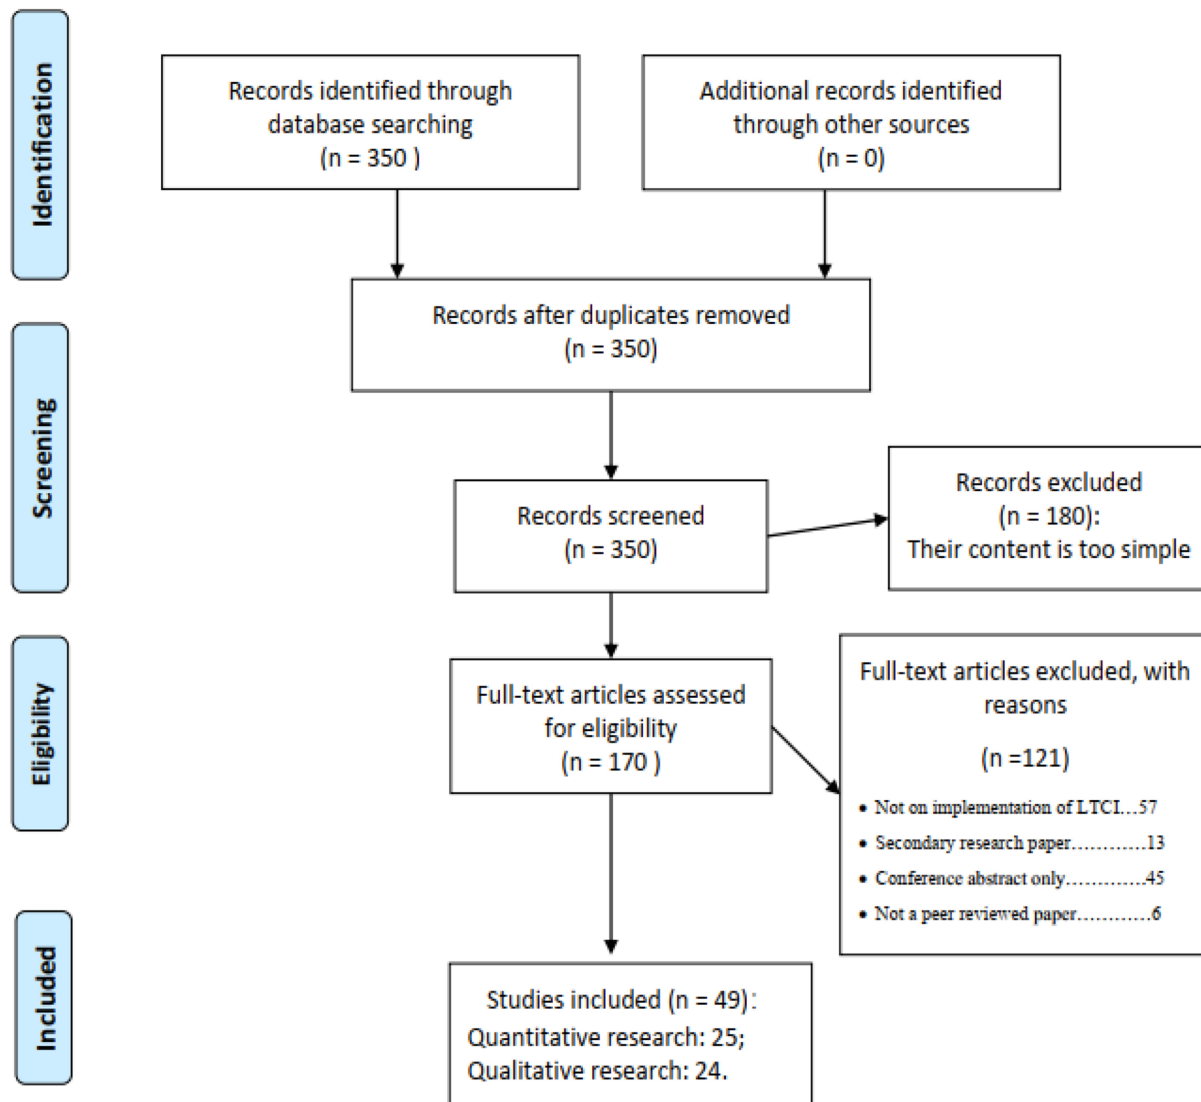 Identification
Records identified through
database searching
(n = 350 )
Additional records identified
through other sources
(n = 0)
Records after duplicates removed
(n = 350)
Screening
Records screened
(n = 350)
Records excluded
(n = 180):
Their content is too simple
Eligibility
Full-text articles assessed
for eligibility
(n = 170 )
Full-text articles excluded, with
reasons
(n =121)
• Not on implementation of LTCI...57
• Secondary research paper............13
• Conference abstract only.............45
• Not a peer reviewed paper...........6
Included
Studies included (n = 49):
Quantitative research: 25;
Qualitative research: 24.